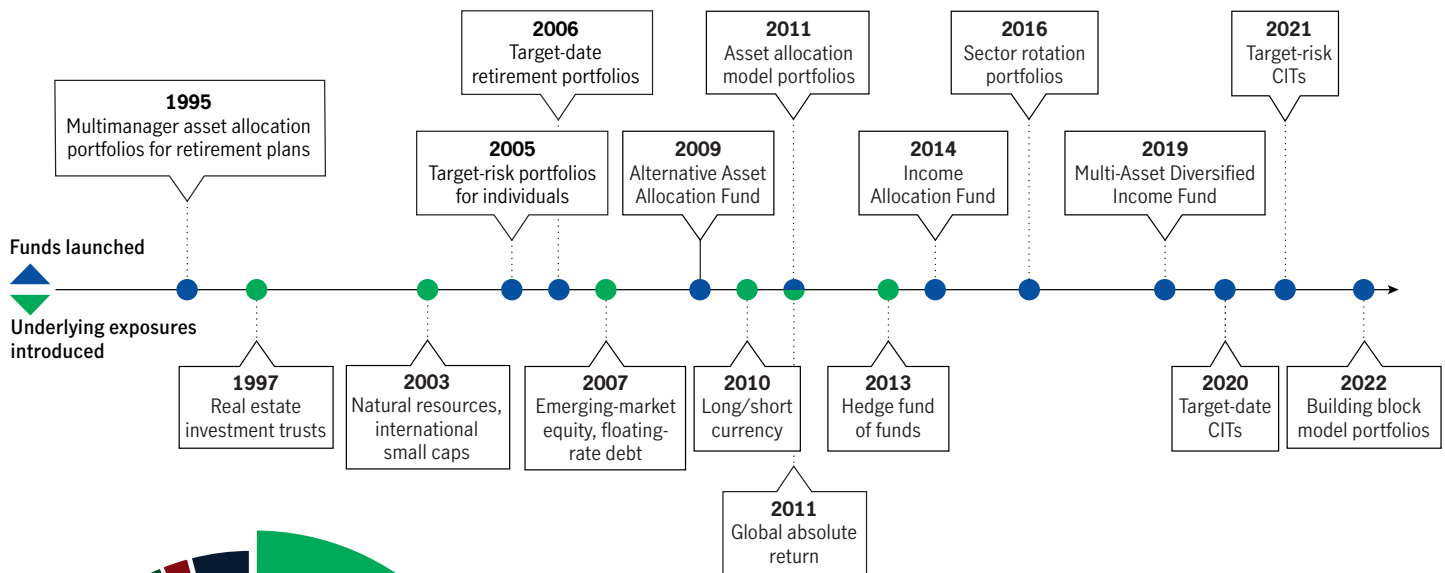 1995
Multimanager asset allocation
portfolios for retirement plans
2006
Target-date
retirement portfolios
2005
Target-risk portfolios
for individuals
2011
Asset allocation
model portfolios
2009
Alternative Asset
Allocation Fund
2016
Sector rotation
portfolios
2014
Income
Allocation Fund
2021
Target-risk
CITs
2019
Multi-Asset Diversified
Income Fund
Funds launched
Underlying exposures
introduced
1997
Real estate
investment trusts
2003
Natural resources,
international
small caps
2007
Emerging-market
equity, floating-
rate debt
2010
Long/short
currency
2011
Global absolute
return
2013
Hedge fund
of funds
2020
Target-date
CITs
2022
Building block
model portfolios